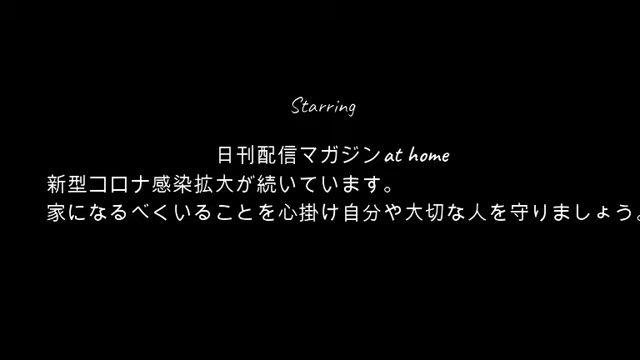 Starring
日刊配信マガジンat home
新型コロナ感染拡大が続いています。
家になるべくいることを心掛け自分や大切な人を守りましょう。